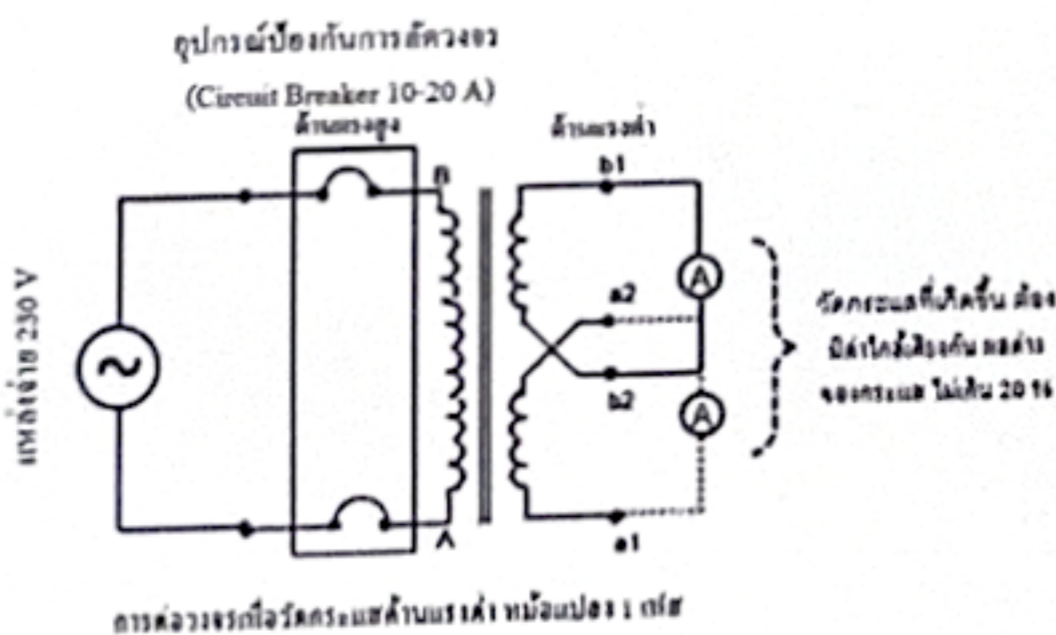 อุปกรณ์ป้องกันการลัดวงจร
(Circuit Breaker 10-20 A)
ด้านแรงสูง
ด้านแรงต่ำ
b1
B
A
a2
วัดกระแสที่เกิดขึ้น ต้อง
มีค่าใกล้เคียงกัน ผลต่าง
ของกระแส ไม่เกิน 20 %
แหล่งจ่าย 230 V
b2
A
A
a1
การต่อวงจรเพื่อวัดกระแสด้านแรงต่ำ หม้อแปลง 1 เฟส